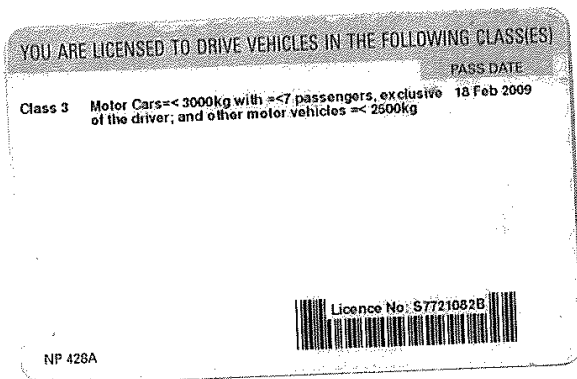 YOU ARE LICENSED TO DRIVE VEHICLES IN THE FOLLOWING CLASS(ES)
PASS DATE
Class 3 Motor Cars=< 3000kg with =<7 passengers, exclusive 18 Feb 2009
of the driver; and other motor vehicles =< 2500kg
Licence No: S7721082B
NP 428A